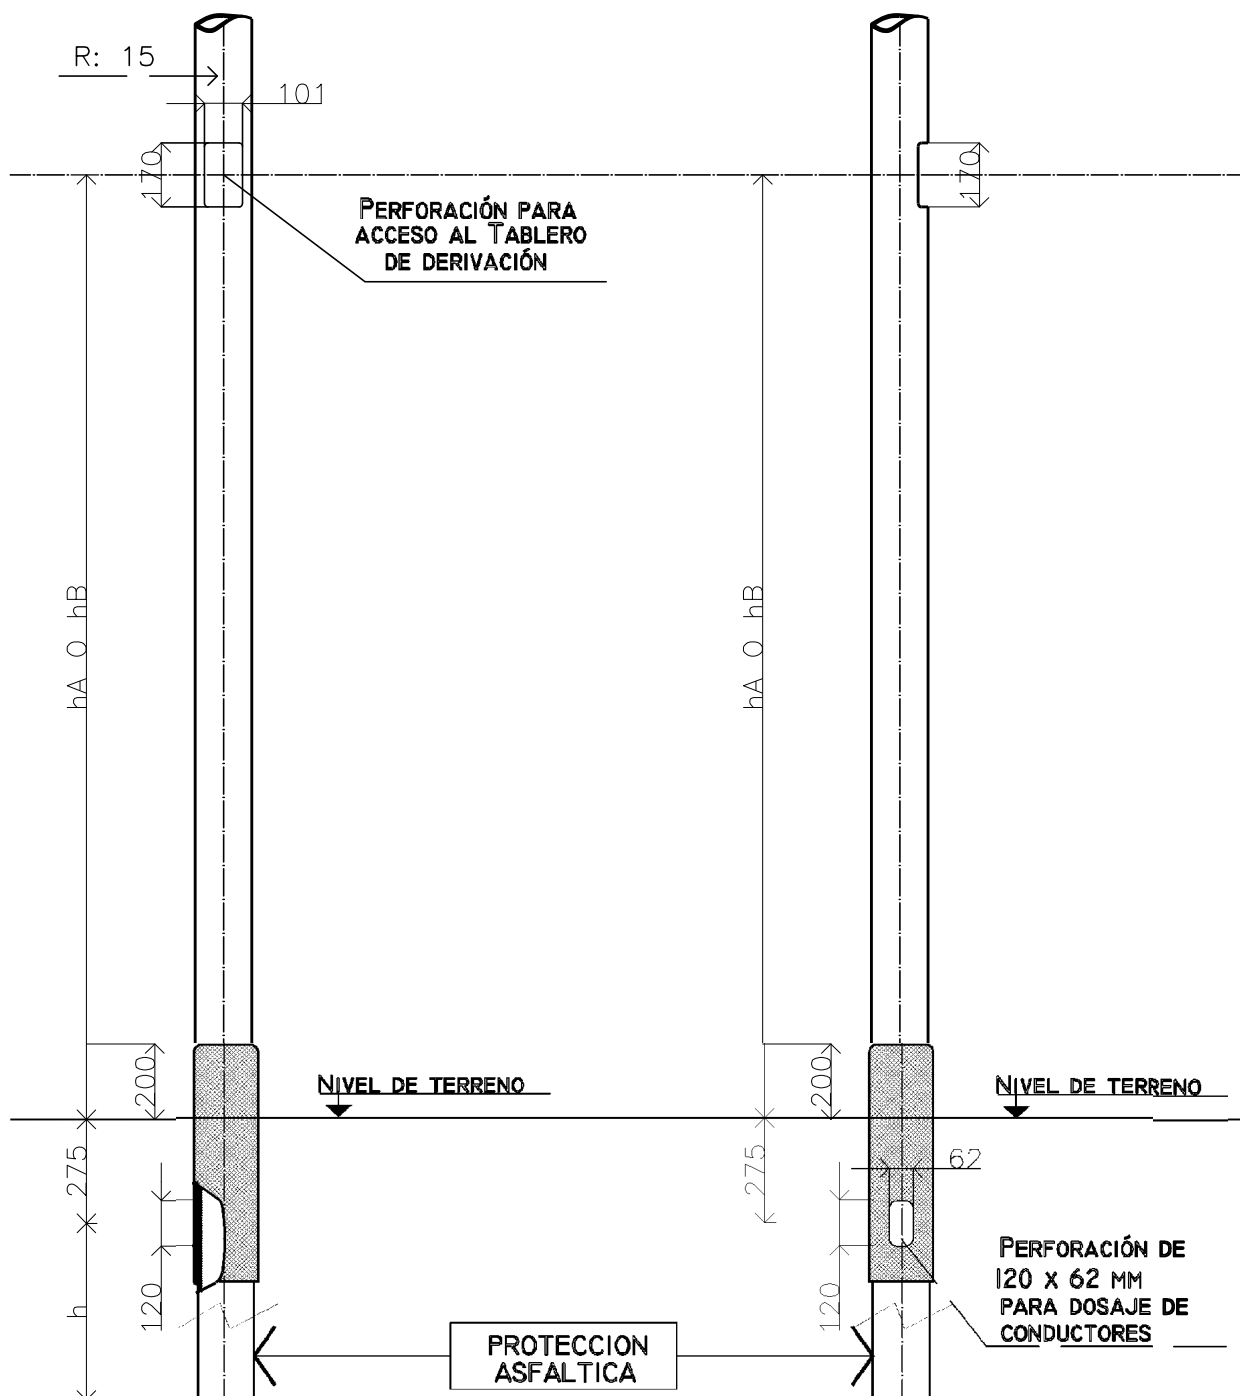 R: 15
101
170
170
PERFORACIÓN PARA
ACCESO AL TABLERO
DE DERIVACIÓN
hA O hB
hA O hB
200
NIVEL DE TERRENO
200
NIVEL DE TERRENO
275
275
62
120
h
120
PERFORACIÓN DE
120 X 62 MM
PARA DOSAJE DE
CONDUCTORES
PROTECCION
ASFALTICA